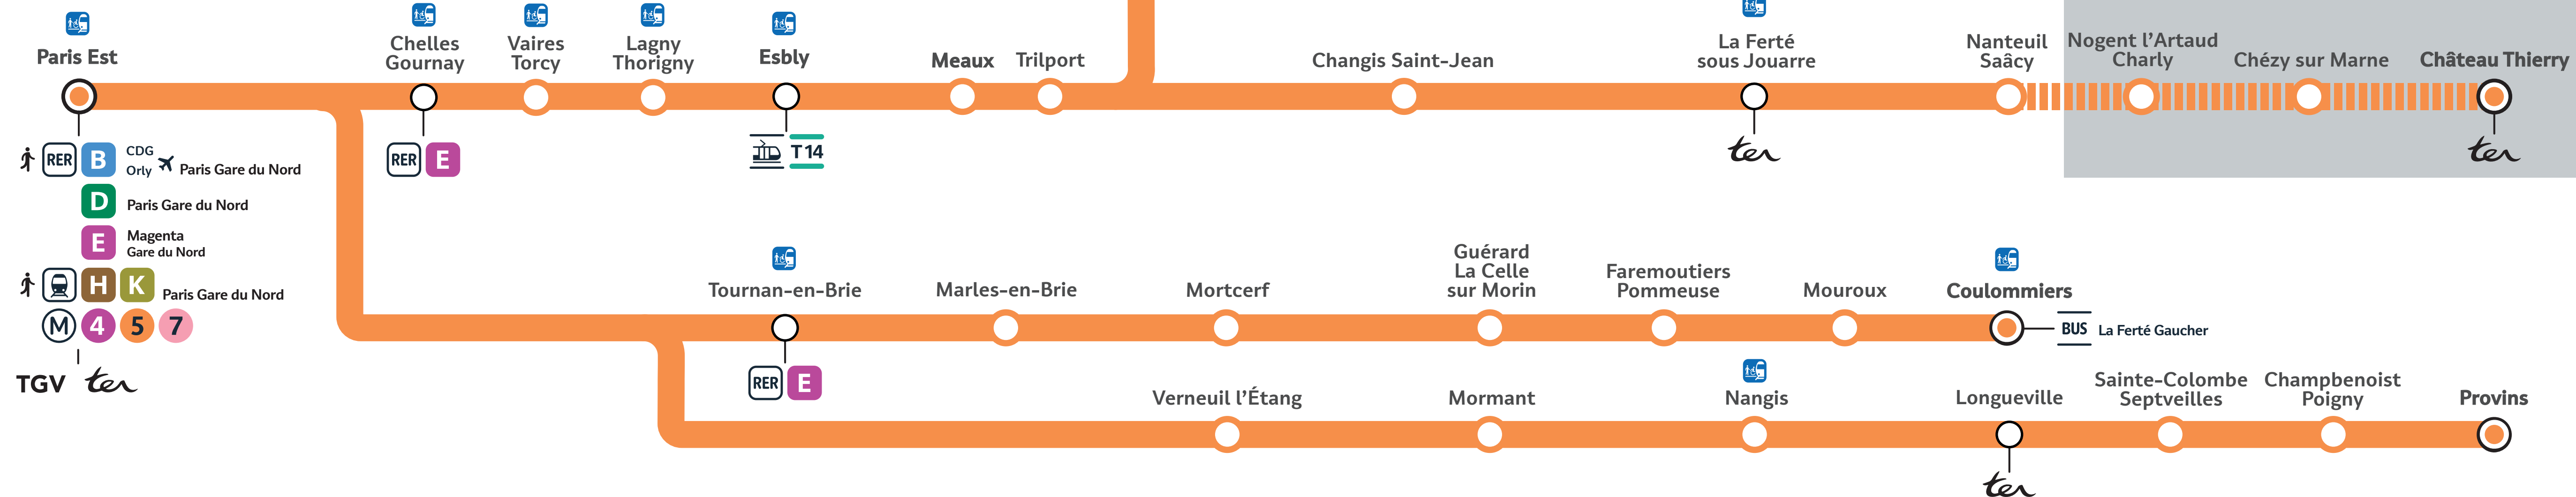 Paris Est
Chelles
Gournay
Vaires
Torcy
Lagny
Thorigny
Esbly
Meaux
Trilport
Changis Saint-Jean
La Ferté
sous Jouarre
Nanteuil
Saâcy
Nogent l'Artaud
Charly
Chézy sur Marne
Château Thierry
RER B CDG
Orly Paris Gare du Nord
D Paris Gare du Nord
E Magenta
Gare du Nord
H K Paris Gare du Nord
M 4 5 7
TGV ter
RER E
T14
ter
ter
Tournan-en-Brie
RER E
Marles-en-Brie
Mortcerf
Guérard
La Celle
sur Morin
Faremoutiers
Pommeuse
Mouroux
Coulommiers
BUS La Ferté Gaucher
Verneuil l'Étang
Mormant
Nangis
Longueville
ter
Sainte-Colombe
Septveilles
Champbenoist
Poigny
Provins